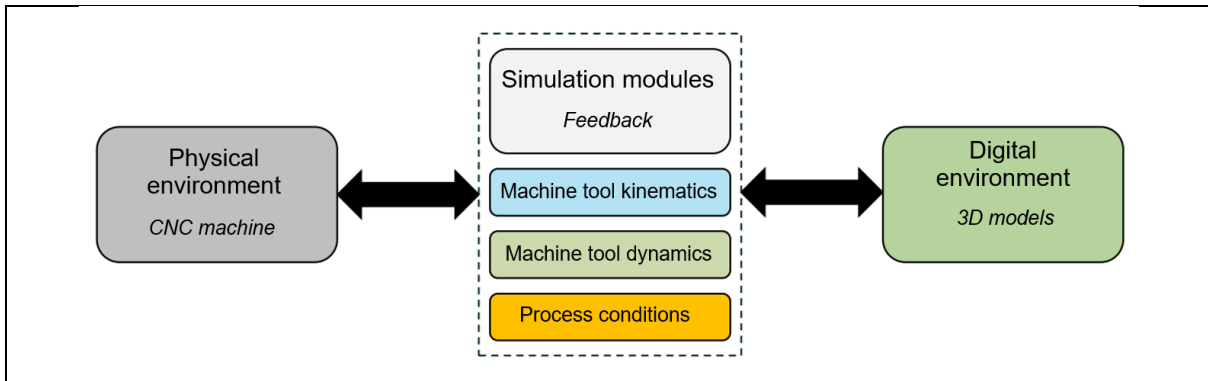 Physical
environment
CNC machine
Simulation modules
Feedback
Machine tool kinematics
Machine tool dynamics
Process conditions
Digital
environment
3D models